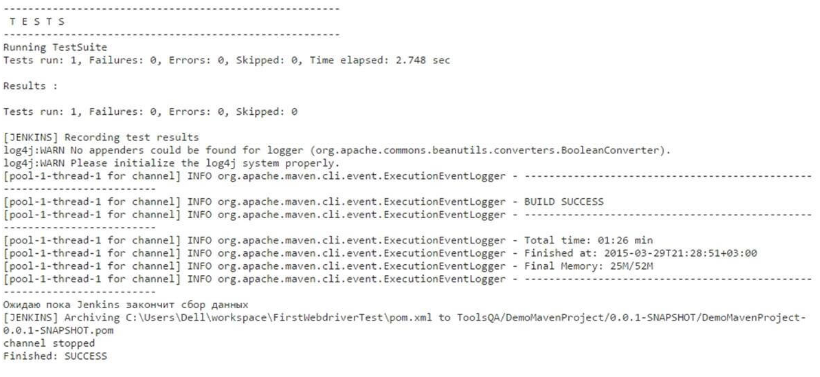 -----------------------------------------------------
T E S T S
-----------------------------------------------------
Running TestSuite
Tests run: 1, Failures: 0, Errors: 0, Skipped: 0, Time elapsed: 2.748 sec
Results :
Tests run: 1, Failures: 0, Errors: 0, Skipped: 0
[JENKINS] Recording test results
log4j:WARN No appenders could be found for logger (org.apache.commons.beanutils.converters.BooleanConverter).
log4j:WARN Please initialize the log4j system properly.
[pool-1-thread-1 for channel] INFO org.apache.maven.cli.event.ExecutionEventLogger - ---------------------------------------------
------------------------
[pool-1-thread-1 for channel] INFO org.apache.maven.cli.event.ExecutionEventLogger - BUILD SUCCESS
[pool-1-thread-1 for channel] INFO org.apache.maven.cli.event.ExecutionEventLogger - ---------------------------------------------
------------------------
[pool-1-thread-1 for channel] INFO org.apache.maven.cli.event.ExecutionEventLogger - Total time: 01:26 min
[pool-1-thread-1 for channel] INFO org.apache.maven.cli.event.ExecutionEventLogger - Finished at: 2015-03-29T21:28:51+03:00
[pool-1-thread-1 for channel] INFO org.apache.maven.cli.event.ExecutionEventLogger - Final Memory: 25M/52M
[pool-1-thread-1 for channel] INFO org.apache.maven.cli.event.ExecutionEventLogger - ---------------------------------------------
------------------------
Ожидаю пока Jenkins закончит сбор данных
[JENKINS] Archiving C:\Users\Dell\workspace\FirstWebdriverTest\pom.xml to ToolsQA/DemoMavenProject/0.0.1-SNAPSHOT/DemoMavenProject-
0.0.1-SNAPSHOT.pom
channel stopped
Finished: SUCCESS